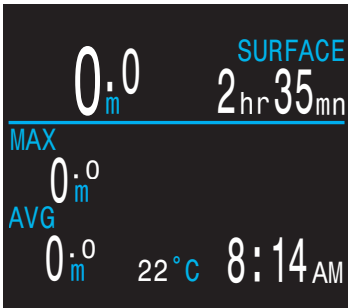 SURFACE
0.0m 2hr35mn
MAX
0.0m
AVG
0.0m 22°C 8:14AM